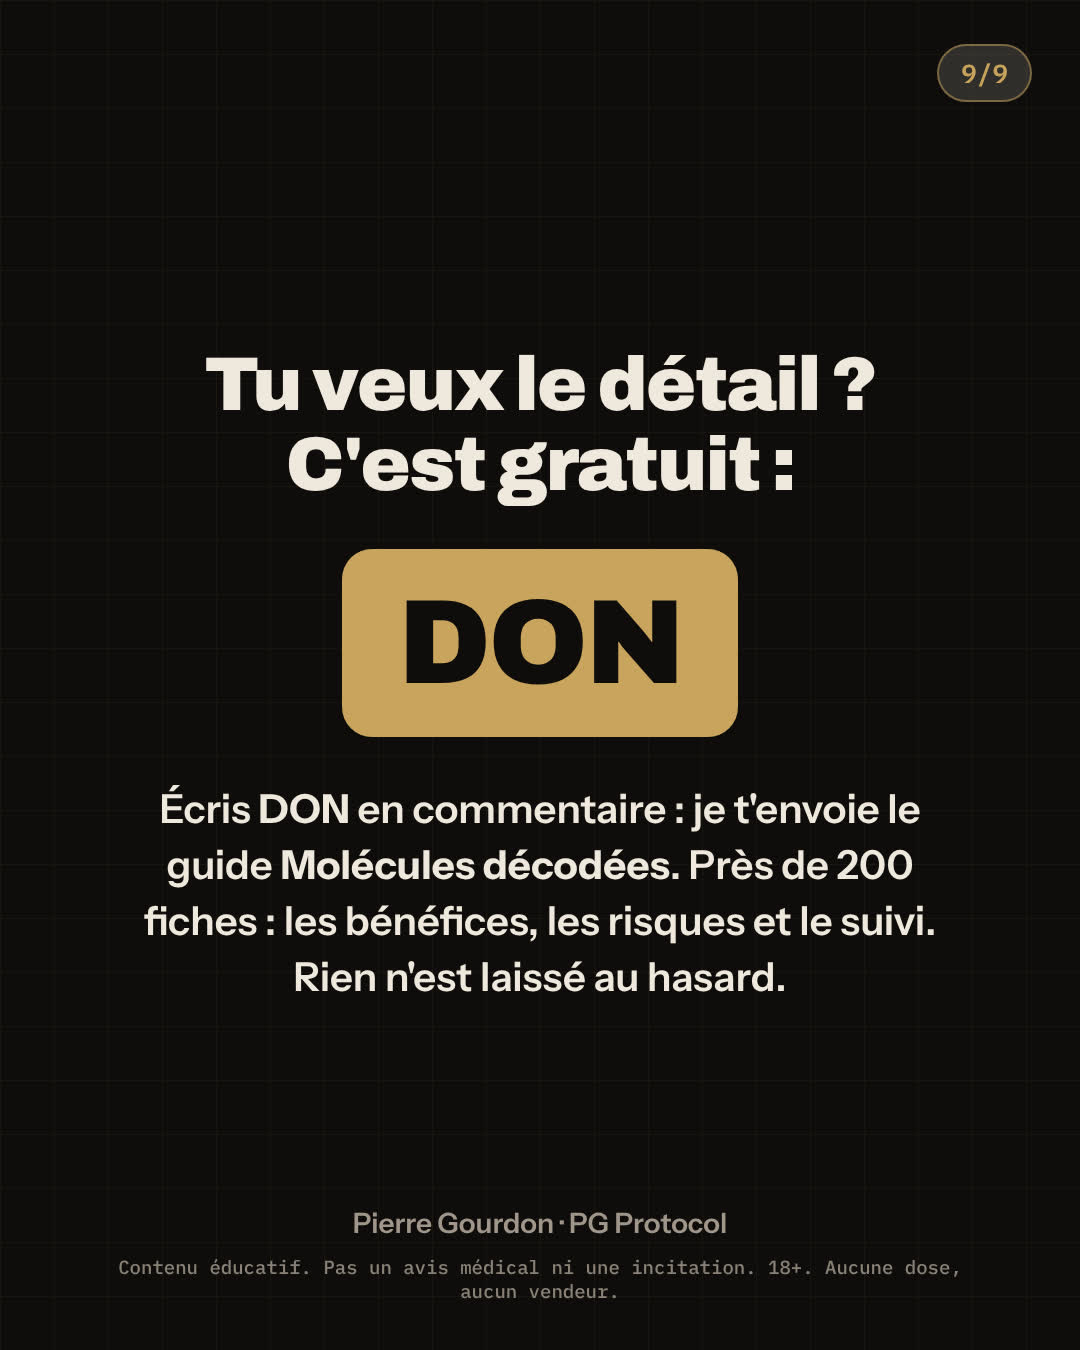 9/9
Tu veux le détail ?
C'est gratuit :
DON
Écris DON en commentaire : je t'envoie le
guide Molécules décodées. Près de 200
fiches : les bénéfices, les risques et le suivi.
Rien n'est laissé au hasard.
Pierre Gourdon · PG Protocol
Contenu éducatif. Pas un avis médical ni une incitation. 18+. Aucune dose,
aucun vendeur.